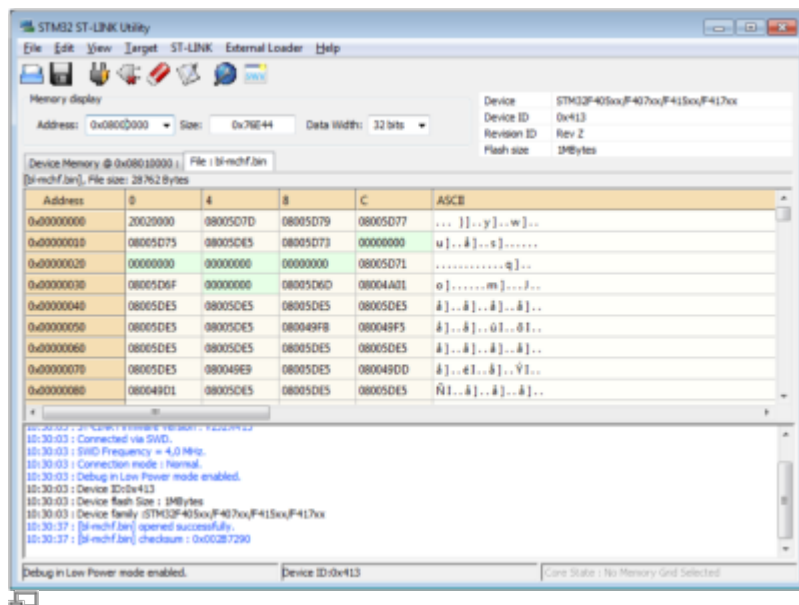 STM32 ST-LINK Utility
File Edit View Target ST-LINK External Loader Help
Memory display
Address: 0x08000000 Size: 0x76E44 Data Width: 32 bits
Device STM32F405xx/F407xx/F415xx/F417xx
Device ID 0x413
Revision ID Rev Z
Flash size 1MBytes
Device Memory @ 0x08010000 : File : bl-mchf.bin
[bl-mchf.bin], File size: 28762 Bytes
Address 0 4 8 C ASCII
0x00000000 20020000 08005D7D 08005D79 08005D77 ... }]..y]..w]..
0x00000010 08005D75 08005DE5 08005D73 00000000 u]..å]..s]......
0x00000020 00000000 00000000 00000000 08005D71 ............q]..
0x00000030 08005D6F 00000000 08005D6D 08004A01 o]......m]...J..
0x00000040 08005DE5 08005DE5 08005DE5 08005DE5 å]..å]..å]..å]..
0x00000050 08005DE5 08005DE5 080049FB 080049F5 å]..å]..ûI..õI..
0x00000060 08005DE5 08005DE5 08005DE5 08005DE5 å]..å]..å]..å]..
0x00000070 08005DE5 080049E9 08005DE5 080049DD å]..éI..å]..ÝI..
0x00000080 080049D1 08005DE5 08005DE5 08005DE5 ÑI..å]..å]..å]..
10:30:03 : Connected via SWD.
10:30:03 : SWD Frequency = 4,0 MHz.
10:30:03 : Connection mode : Normal.
10:30:03 : Debug in Low Power mode enabled.
10:30:03 : Device ID:0x413
10:30:03 : Device flash Size : 1MBytes
10:30:03 : Device family :STM32F405xx/F407xx/F415xx/F417xx
10:30:37 : [bl-mchf.bin] opened successfully.
10:30:37 : [bl-mchf.bin] checksum : 0x002B7290
Debug in Low Power mode enabled. Device ID:0x413 Core State : No Memory Grid Selected